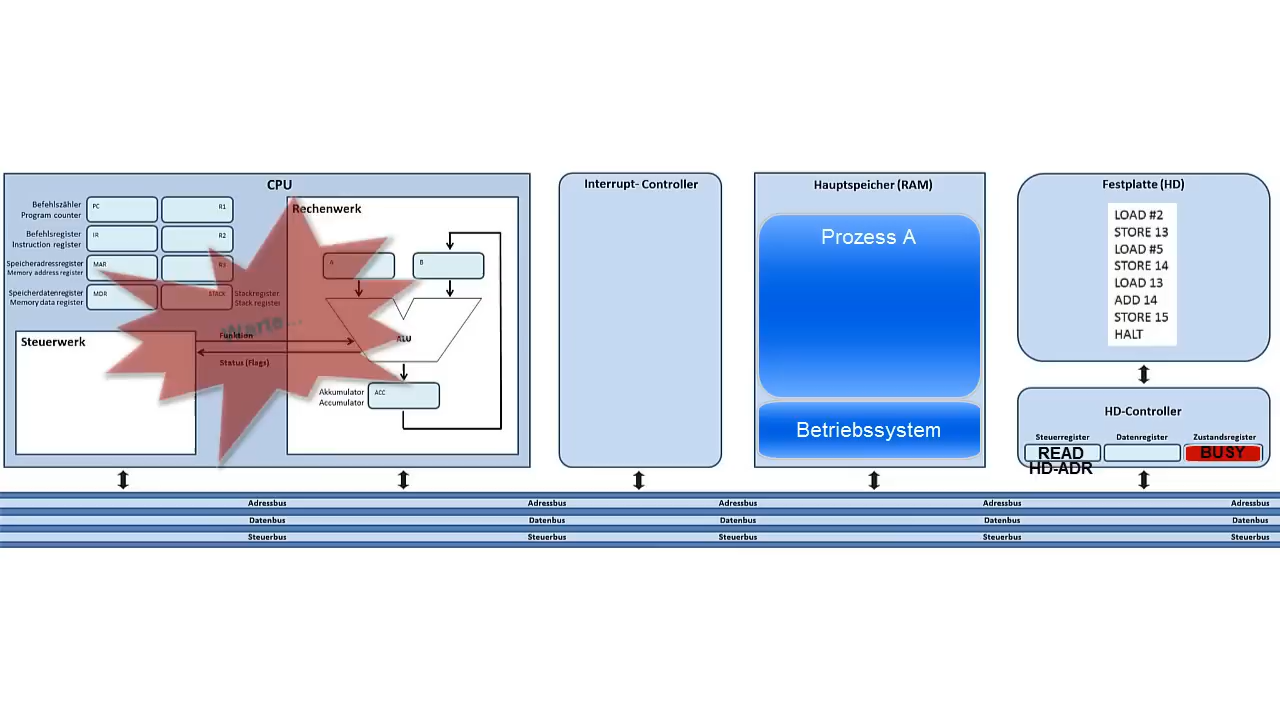 CPU
Befehlszähler
Program counter
PC
R1
Befehlsregister
Instruction register
IR
R2
Speicheradressregister
Memory address register
MAR
R3
Speicherdatenregister
Memory data register
MDR
STACK
Stackregister
Stack register
Steuerwerk
Warte...
Funktion
Status (Flags)
Rechenwerk
A
B
ALU
Akkumulator
Accumulator
ACC
Interrupt- Controller
Hauptspeicher (RAM)
Prozess A
Betriebssystem
Festplatte (HD)
LOAD #2
STORE 13
LOAD #5
STORE 14
LOAD 13
ADD 14
STORE 15
HALT
HD-Controller
Steuerregister
Datenregister
Zustandsregister
READ
HD-ADR
BUSY
Adressbus Adressbus Adressbus Adressbus Adressbus
Datenbus Datenbus Datenbus Datenbus Datenbus
Steuerbus Steuerbus Steuerbus Steuerbus Steuerbus